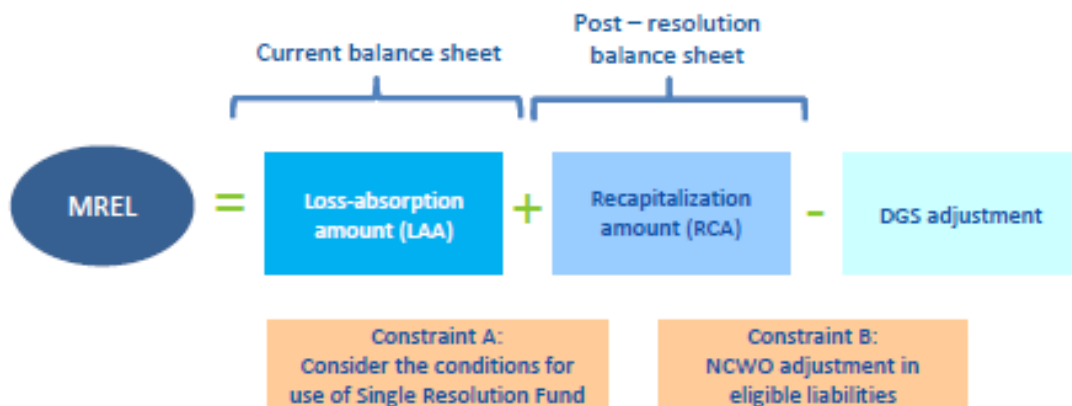 Current balance sheet
Post – resolution
balance sheet
MREL
=
Loss-absorption
amount (LAA)
+
Recapitalization
amount (RCA)
-
DGS adjustment
Constraint A:
Consider the conditions for
use of Single Resolution Fund
Constraint B:
NCWO adjustment in
eligible liabilities